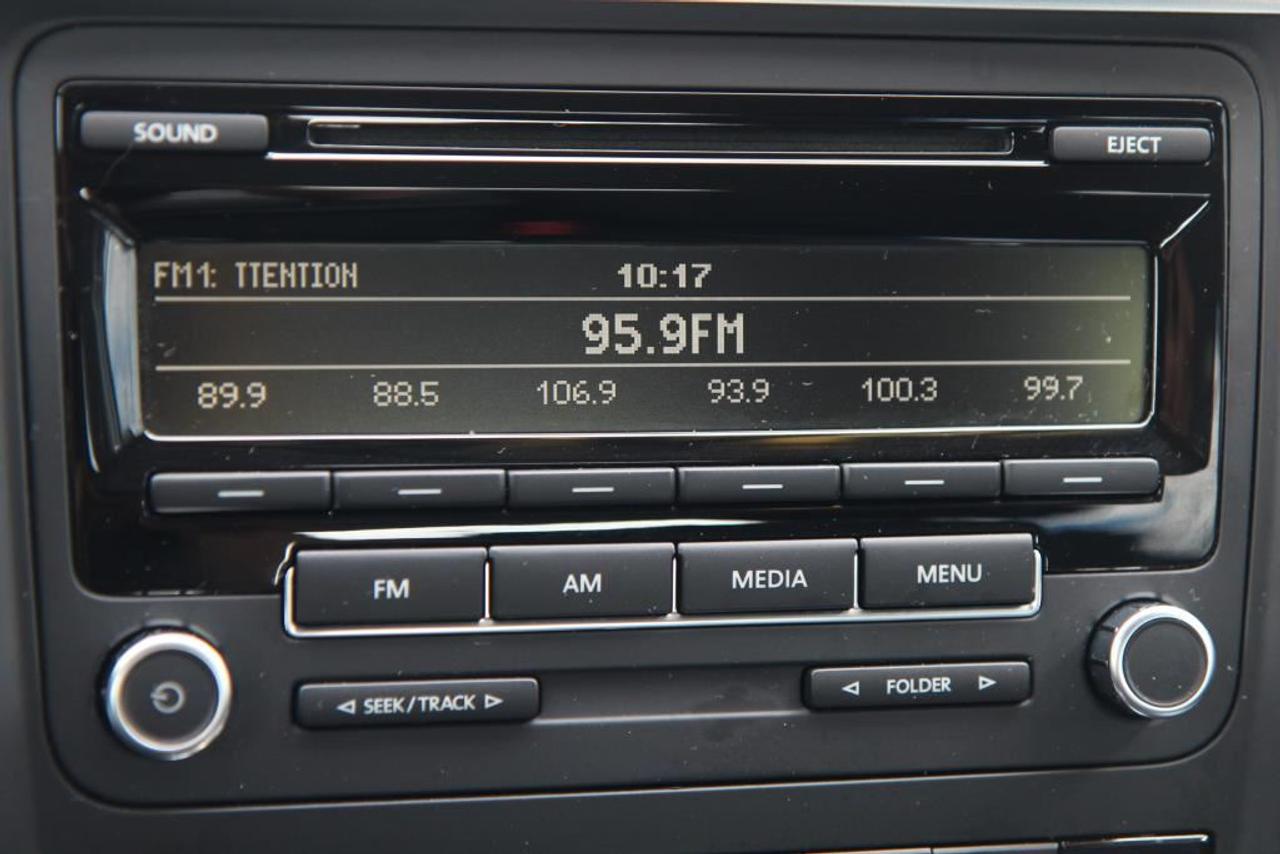 SOUND
EJECT
FM1: TTENTION 10:17
95.9FM
89.9 88.5 106.9 93.9 100.3 99.7
FM AM MEDIA MENU
SEEK/TRACK
FOLDER